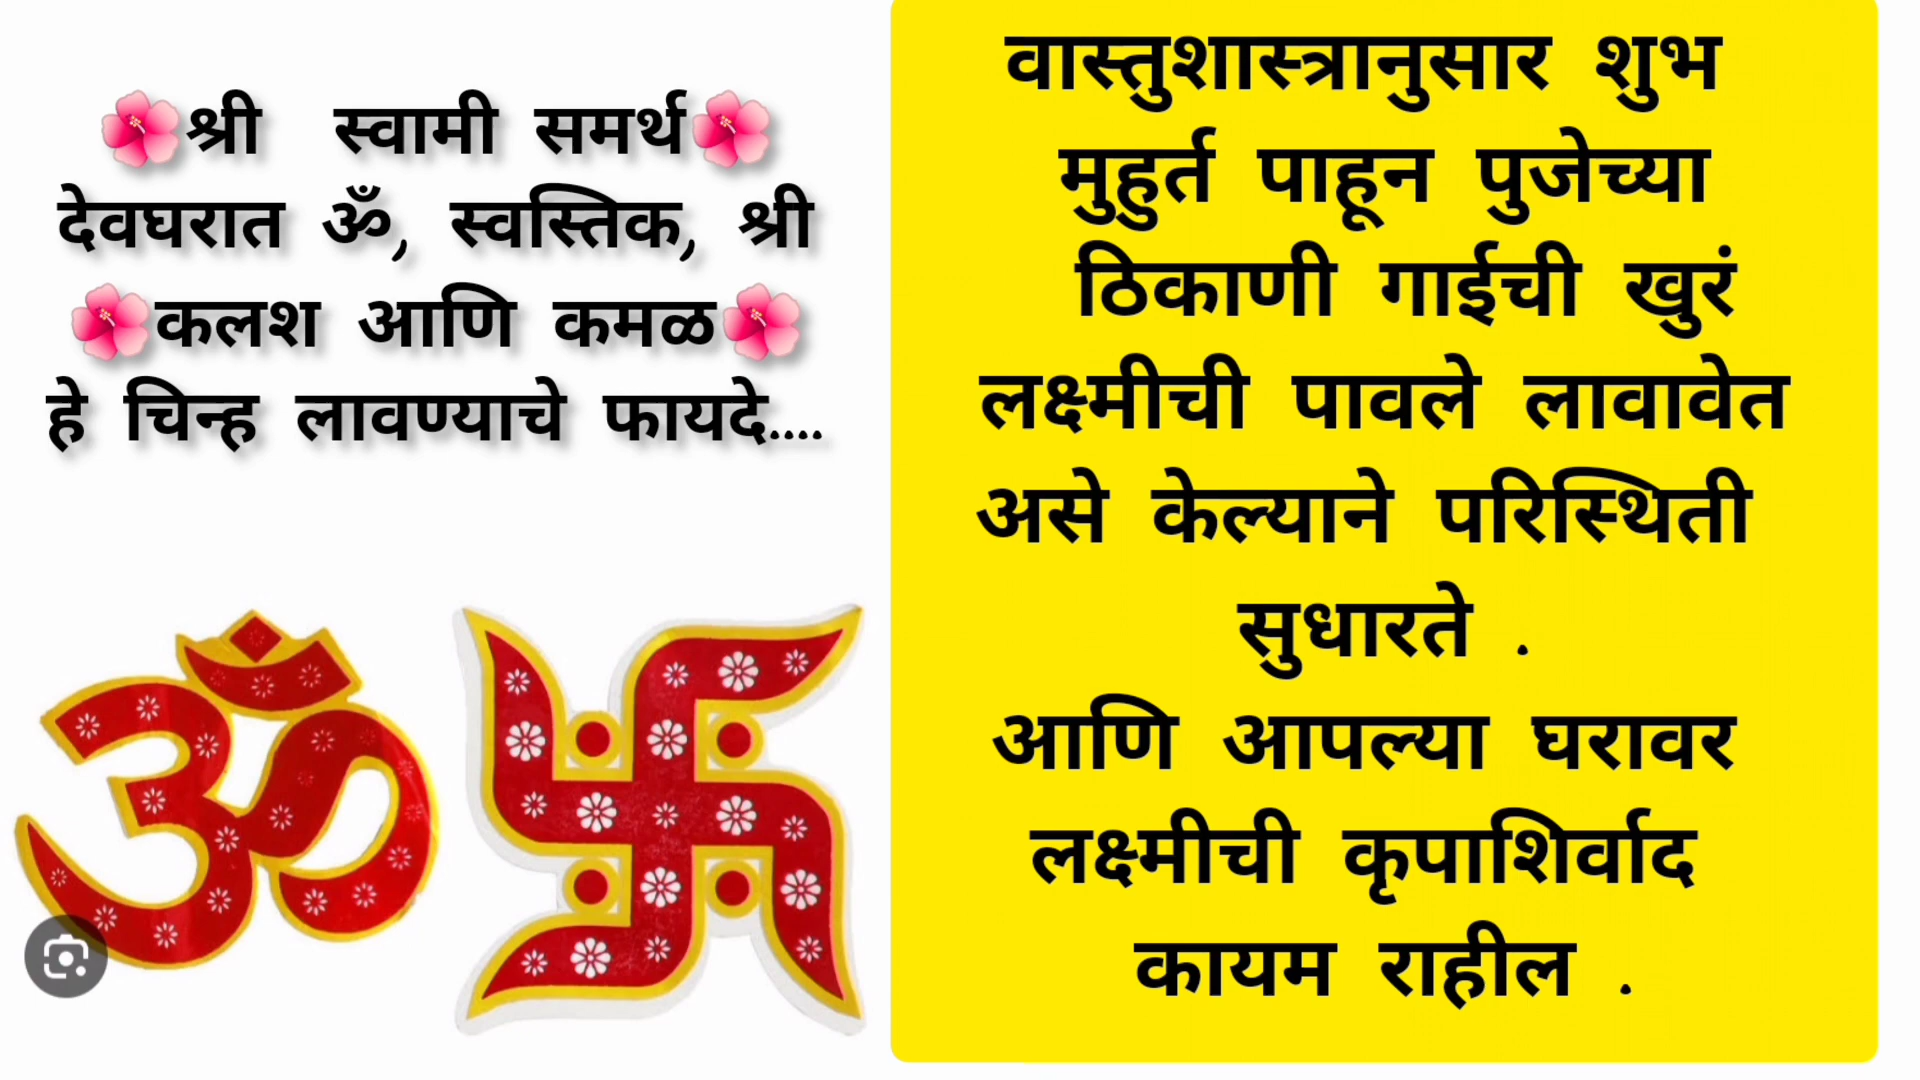 🌺श्री स्वामी समर्थ🌺
देवघरात ॐ, स्वस्तिक, श्री
🌺कलश आणि कमळ🌺
हे चिन्ह लावण्याचे फायदे....
वास्तुशास्त्रानुसार शुभ
मुहुर्त पाहून पुजेच्या
ठिकाणी गाईची खुरं
लक्ष्मीची पावले लावावेत
असे केल्याने परिस्थिती
सुधारते .
आणि आपल्या घरावर
लक्ष्मीची कृपाशिर्वाद
कायम राहील .